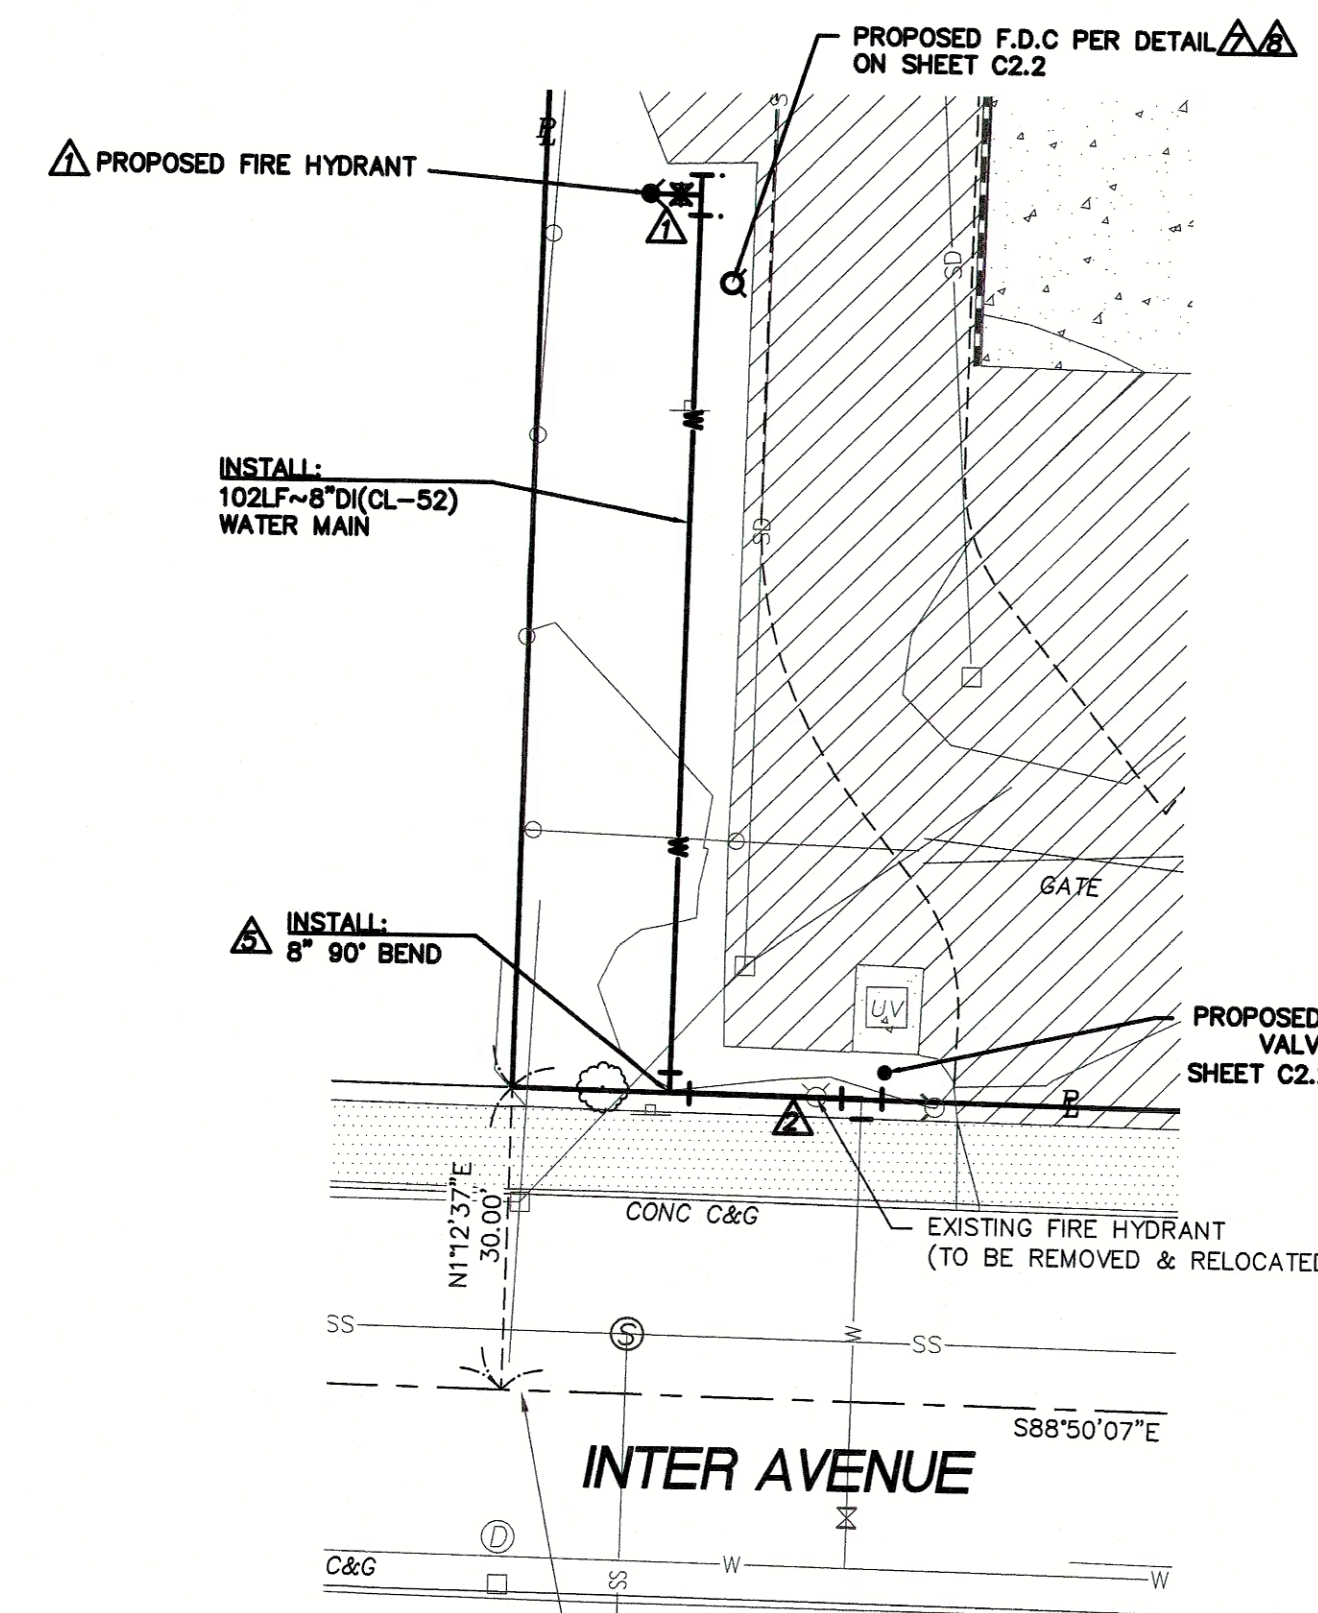 PROPOSED F.D.C PER DETAIL 7 8
ON SHEET C2.2
S
PL
1 PROPOSED FIRE HYDRANT
1
SD
W
INSTALL:
102LF~8"DI(CL-52)
WATER MAIN
SD
W
GATE
5 INSTALL:
8" 90° BEND
UV
PROPOSED
VALV
SHEET C2.
2
PL
N1°12'37"E
30.00'
CONC C&G
EXISTING FIRE HYDRANT
(TO BE REMOVED & RELOCATED
SS
S
W
SS
S88°50'07"E
INTER AVENUE
D
C&G
W
SS
W